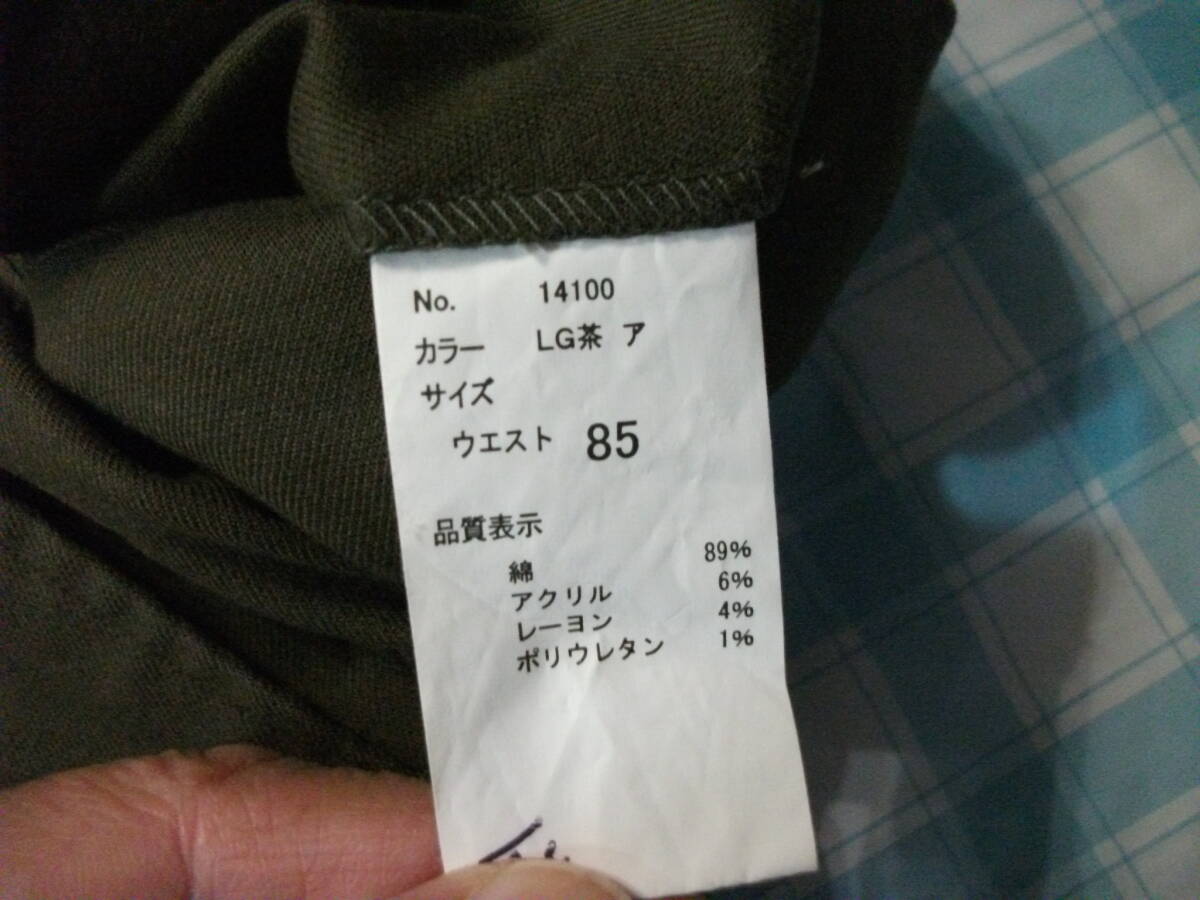 No. 14100
カラー LG茶 ア
サイズ
ウエスト 85
品質表示
綿 89%
アクリル 6%
レーヨン 4%
ポリウレタン 1%